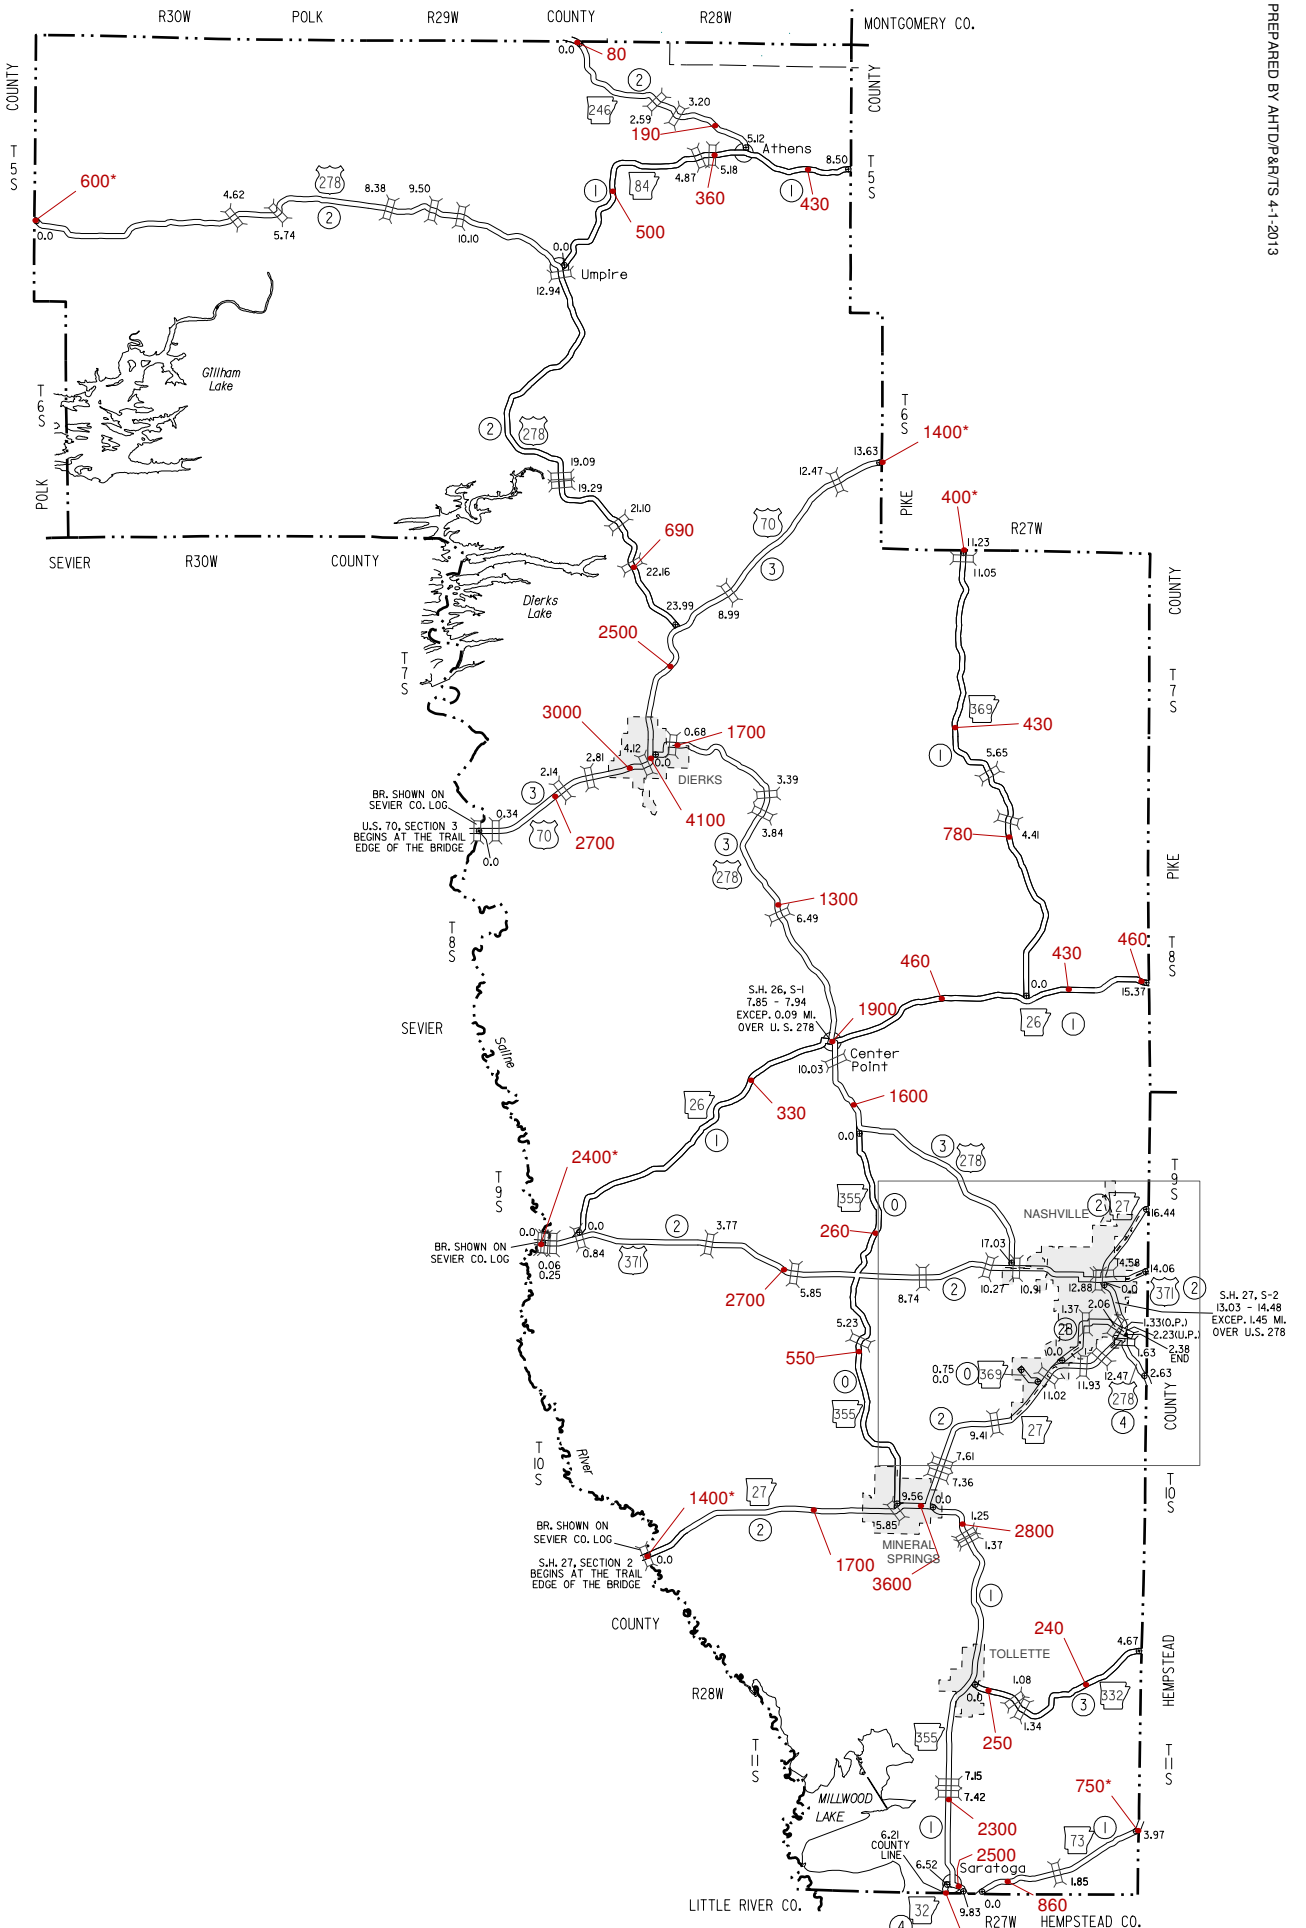 R30W POLK R29W COUNTY R28W
MONTGOMERY CO.
PREPARED BY AHTD/P&R/TS 4-1-2013
COUNTY
T
5
S
COUNTY
T
5
S
0.0
80
2
246
2.59
3.20
190
5.12
Athens
8.50
84
4.87
5.18
360
1
430
1
500
600*
0.0
4.62
278
2
5.74
8.38
9.50
10.10
0.0
Umpire
12.94
Gillham
Lake
T
6
S
POLK
SEVIER R30W COUNTY
2
278
19.09
19.29
21.10
690
22.16
23.99
T
6
S
PIKE
1400*
13.63
12.47
70
3
8.99
400*
11.23
R27W
11.05
COUNTY
T
7
S
PIKE
T
8
S
Dierks
Lake
T
7
S
2500
3000
4.12
0.68
1700
0.0
DIERKS
2.81
2.14
3
0.34
BR. SHOWN ON
SEVIER CO. LOG
U.S. 70, SECTION 3
BEGINS AT THE TRAIL
EDGE OF THE BRIDGE
0.0
70
2700
4100
3.39
3.84
3
278
1300
6.49
369
430
1
5.65
780
4.41
460
430
460
0.0
15.37
26
1
T
8
S
SEVIER
Saline
S.H. 26, S-1
7.85 - 7.94
EXCEP. 0.09 MI.
OVER U.S. 278
1900
Center
Point
10.03
330
26
1
1600
0.0
3
278
T
9
S
2400*
0.0
BR. SHOWN ON
SEVIER CO. LOG
0.06
0.25
0.0
0.84
371
2
3.77
2700
5.85
355
0
260
8.74
2
17.03
10.27
10.91
NASHVILLE
2
27
16.44
T
9
S
14.58
14.06
12.88
0.0
371
2
S.H. 27, S-2
13.03 - 14.48
EXCEP. 1.45 MI.
OVER U.S. 278
2.06
1.37
2B
1.33(O.P.)
2.23(U.P.)
2.38
END
1.63
0.0
2.63
12.47
11.93
278
4
0.75
0.0
0
369
11.02
27
2
9.41
7.61
7.36
5.23
550
0
355
COUNTY
T
10
S
T
10
S
River
BR. SHOWN ON
SEVIER CO. LOG
S.H. 27, SECTION 2
BEGINS AT THE TRAIL
EDGE OF THE BRIDGE
1400*
0.0
27
2
1700
5.85
9.56
0.0
MINERAL
SPRINGS
3600
1.25
2800
1.37
1
COUNTY
TOLLETTE
240
4.67
0.0
1.08
1.34
250
3
332
HEMPSTEAD
T
11
S
R28W
T
11
S
355
MILLWOOD
LAKE
7.15
7.42
2300
1
6.21
COUNTY
LINE
6.52
2500
Saratoga
9.83
0.0
860
73
1
1.85
750*
3.97
LITTLE RIVER CO.
32
4
R27W
HEMPSTEAD CO.